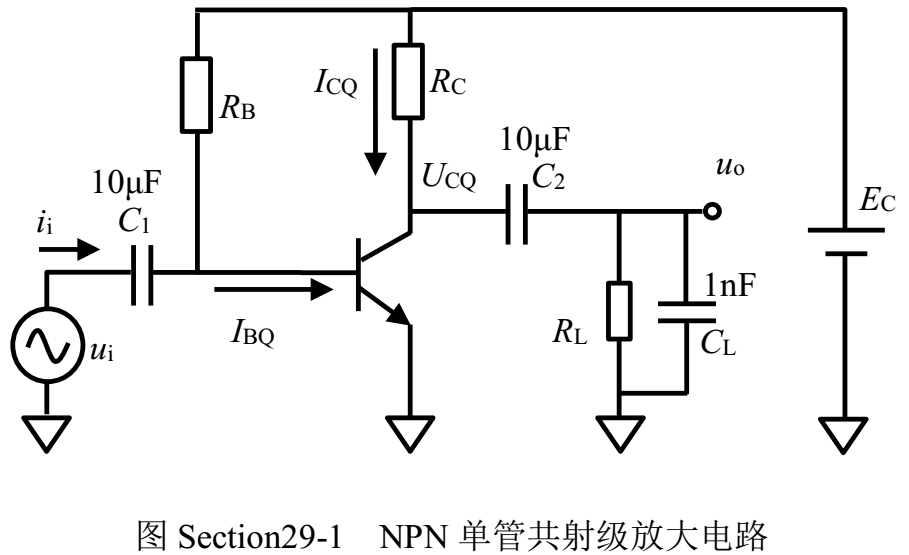 I_CQ
R_C
R_B
10μF
C_2
u_o
U_CQ
10μF
C_1
i_i
E_C
1nF
u_i
I_BQ
R_L
C_L
图 Section29-1 NPN 单管共射级放大电路